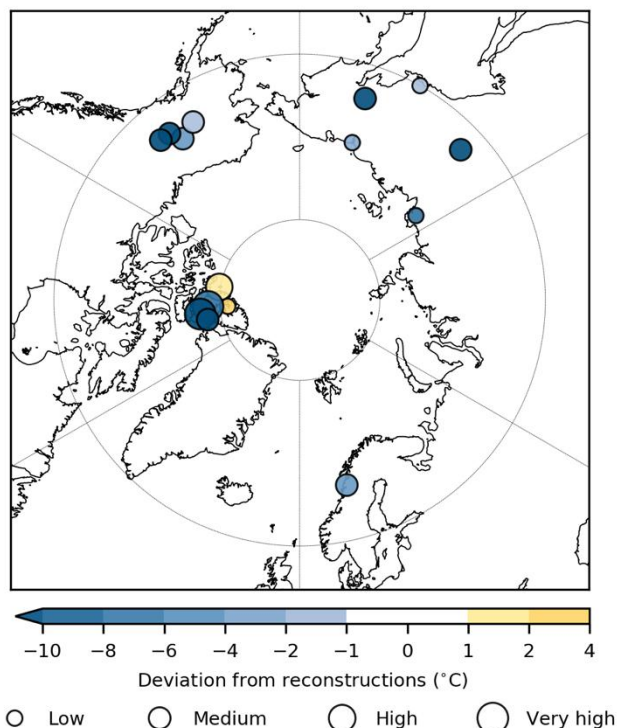 −10 −8 −6 −4 −2 −1 0 1 2 4
Deviation from reconstructions (°C)
Low Medium High Very high